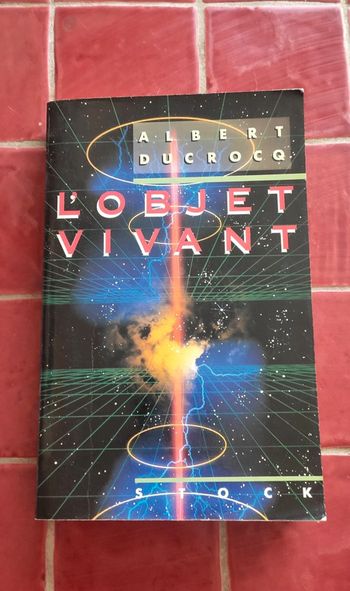 ALBERT
DUCROCQ
L'OBJET
VIVANT
STOCK